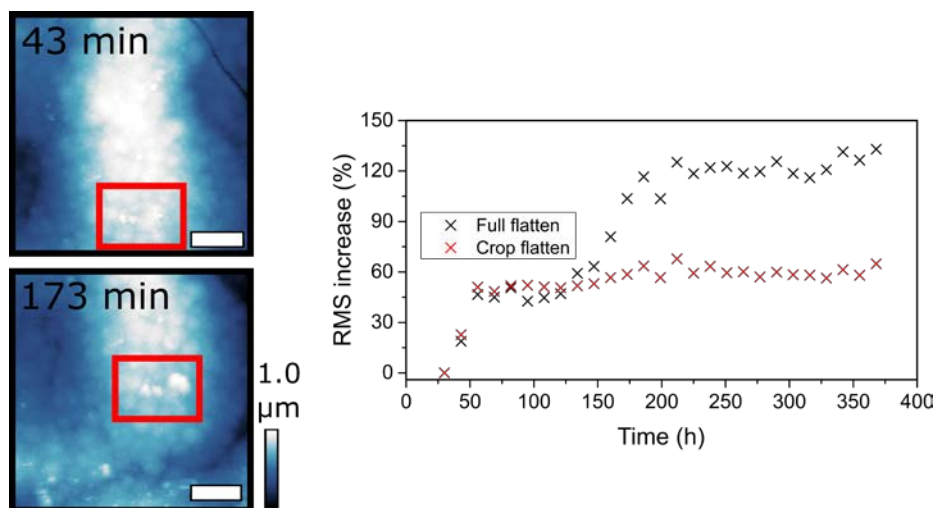 43 min
173 min
1.0
μm
150
120
90
60
30
0
RMS increase (%)
Full flatten
Crop flatten
0 50 100 150 200 250 300 350 400
Time (h)